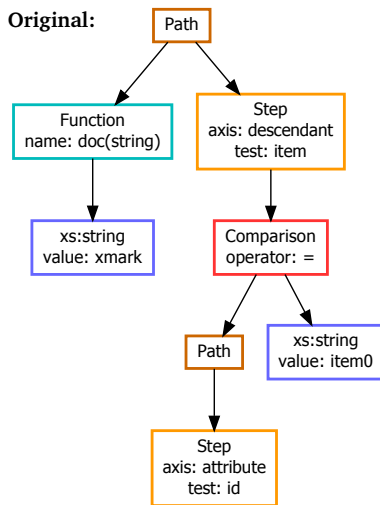 Original:
Path
Function
name: doc(string)
Step
axis: descendant
test: item
xs:string
value: xmark
Comparison
operator: =
Path
xs:string
value: item0
Step
axis: attribute
test: id